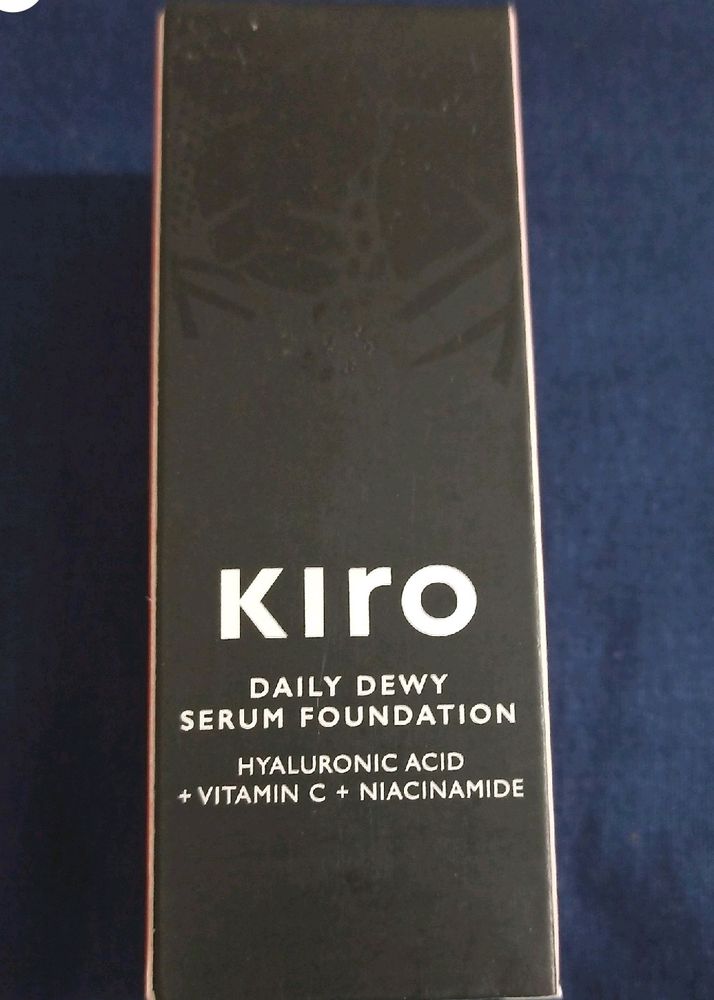 KIrO
DAILY DEWY
SERUM FOUNDATION
HYALURONIC ACID
+ VITAMIN C + NIACINAMIDE